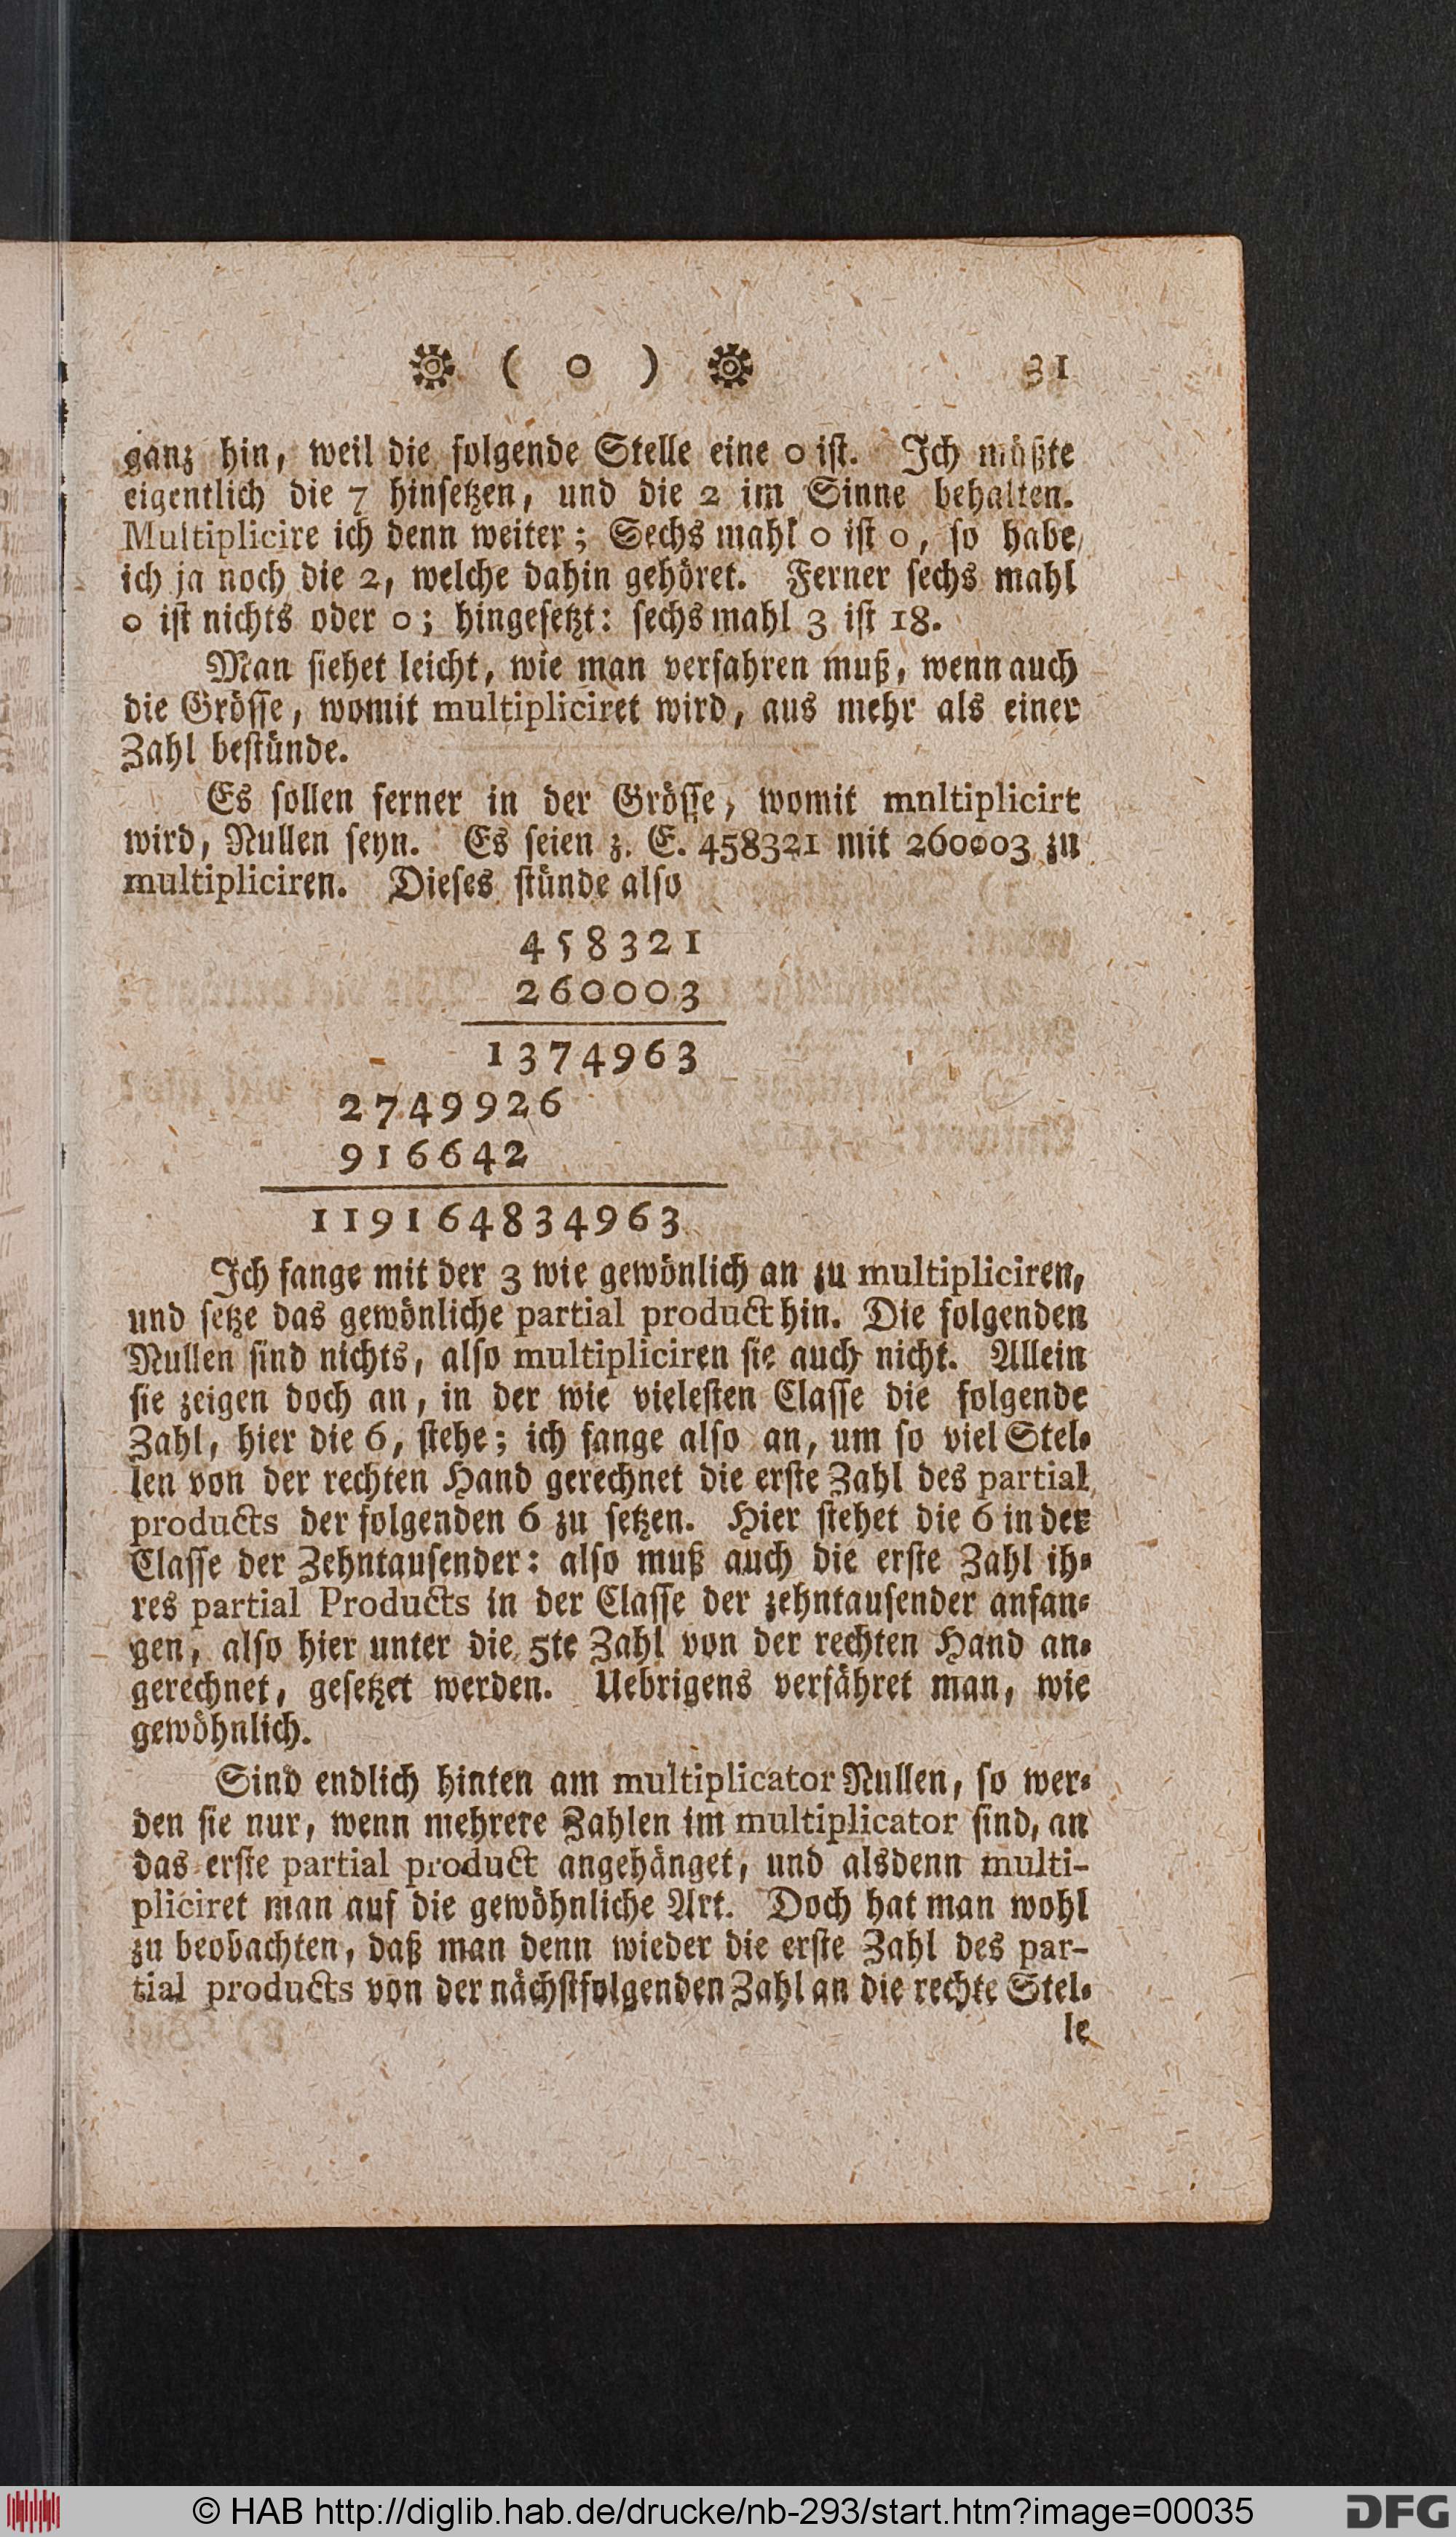 ( o ) 31
ganz hin, weil die folgende Stelle eine 0 ist. Ich müßte
eigentlich die 7 hinsetzen, und die 2 im Sinne behalten.
Multiplicire ich denn weiter; Sechs mahl 0 ist 0, so habe
ich ja noch die 2, welche dahin gehöret. Ferner sechs mahl
0 ist nichts oder 0; hingesetzt: sechs mahl 3 ist 18.
Man siehet leicht, wie man verfahren muß, wenn auch
die Grösse, womit multipliciret wird, aus mehr als einer
Zahl bestünde.
Es sollen ferner in der Grösse, womit mnltiplicirt
wird, Nullen seyn. Es seien z. E. 458321 mit 260003 zu
multipliciren. Dieses stünde also
458321
260003
1374963
2749926
916642
119164834963
Ich fange mit der 3 wie gewönlich an zu multipliciren,
und setze das gewönliche partial product hin. Die folgenden
Nullen sind nichts, also multipliciren sie auch nicht. Allein
sie zeigen doch an, in der wie vielesten Classe die folgende
Zahl, hier die 6, stehe; ich fange also an, um so viel Stel-
len von der rechten Hand gerechnet die erste Zahl des partial
products der folgenden 6 zu setzen. Hier stehet die 6 in der
Classe der Zehntausender: also muß auch die erste Zahl ih-
res partial Products in der Classe der zehntausender anfan-
gen, also hier unter die 5te Zahl von der rechten Hand an-
gerechnet, gesetzet werden. Uebrigens verfähret man, wie
gewöhnlich.
Sind endlich hinten am multiplicator Nullen, so wer-
den sie nur, wenn mehrere Zahlen im multiplicator sind, an
das erste partial product angehänget, und alsdenn multi-
pliciret man auf die gewöhnliche Art. Doch hat man wohl
zu beobachten, daß man denn wieder die erste Zahl des par-
tial products von der nächstfolgenden Zahl an die rechte Stel-
le
© HAB http://diglib.hab.de/drucke/nb-293/start.htm?image=00035
DFG